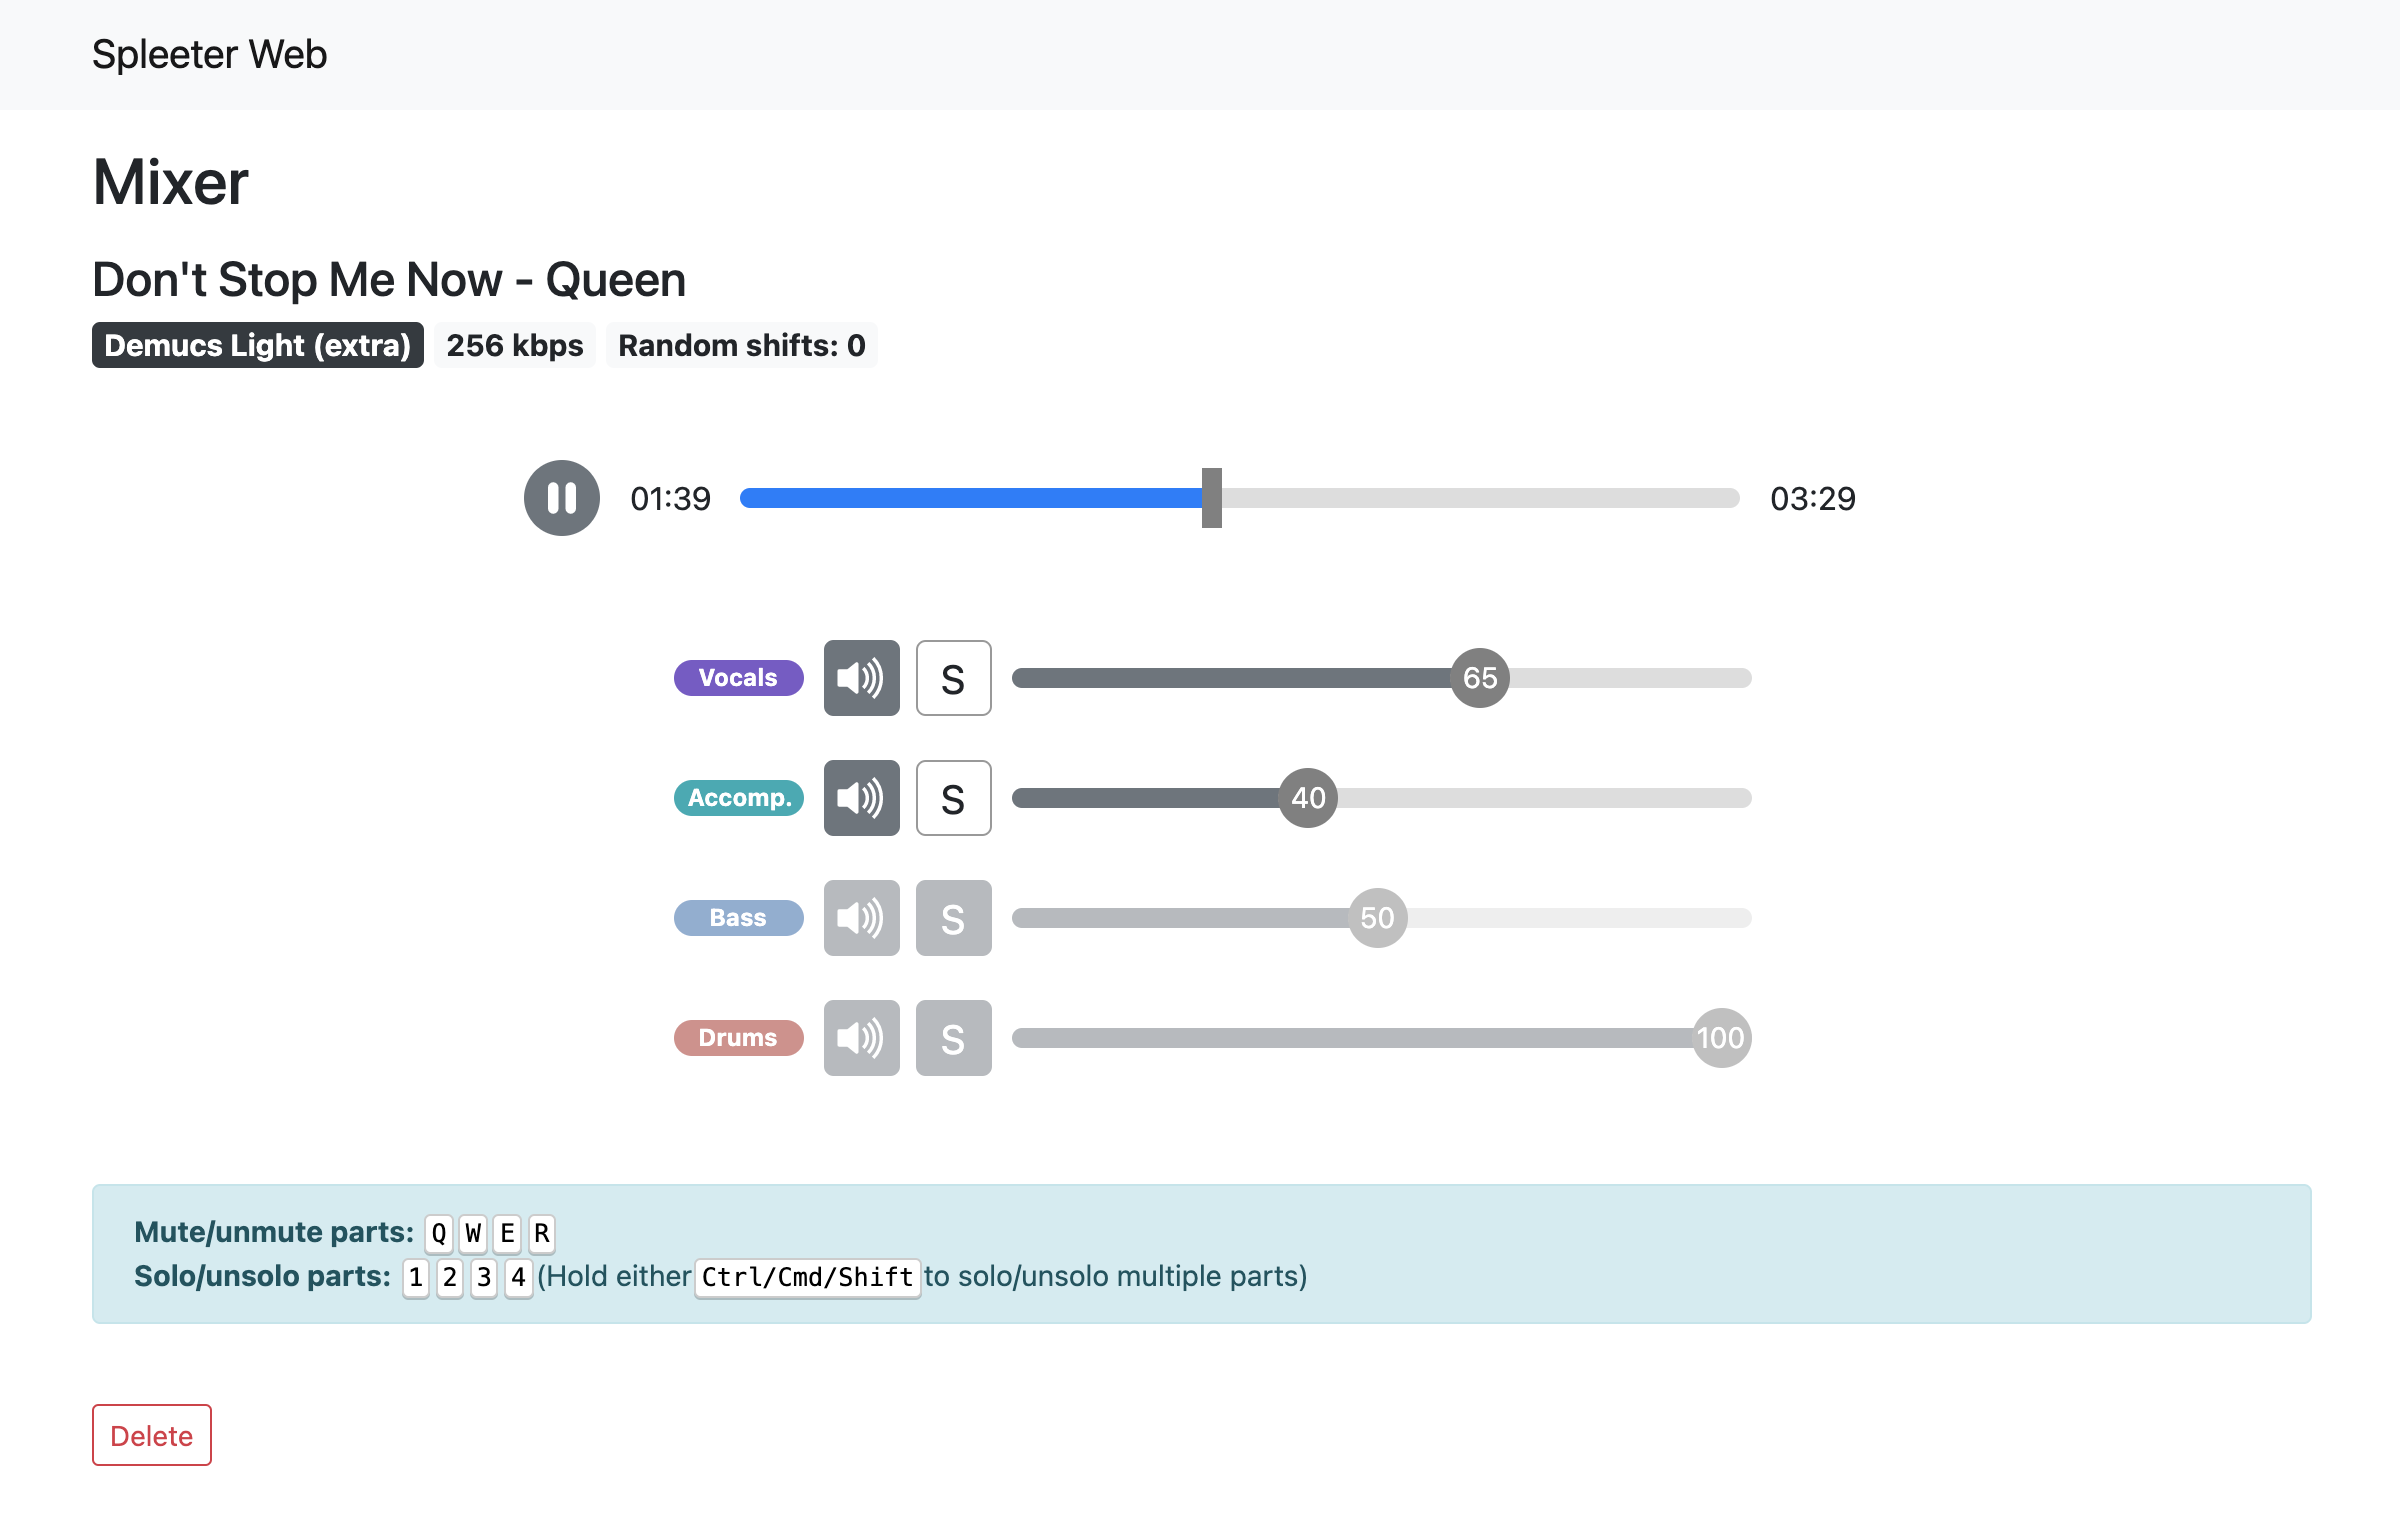 Spleeter Web
Mixer
Don't Stop Me Now - Queen
Demucs Light (extra) 256 kbps Random shifts: 0
01:39 03:29
Vocals S 65
Accomp. S 40
Bass S 50
Drums S 100
Mute/unmute parts: Q W E R
Solo/unsolo parts: 1 2 3 4 (Hold either Ctrl/Cmd/Shift to solo/unsolo multiple parts)
Delete